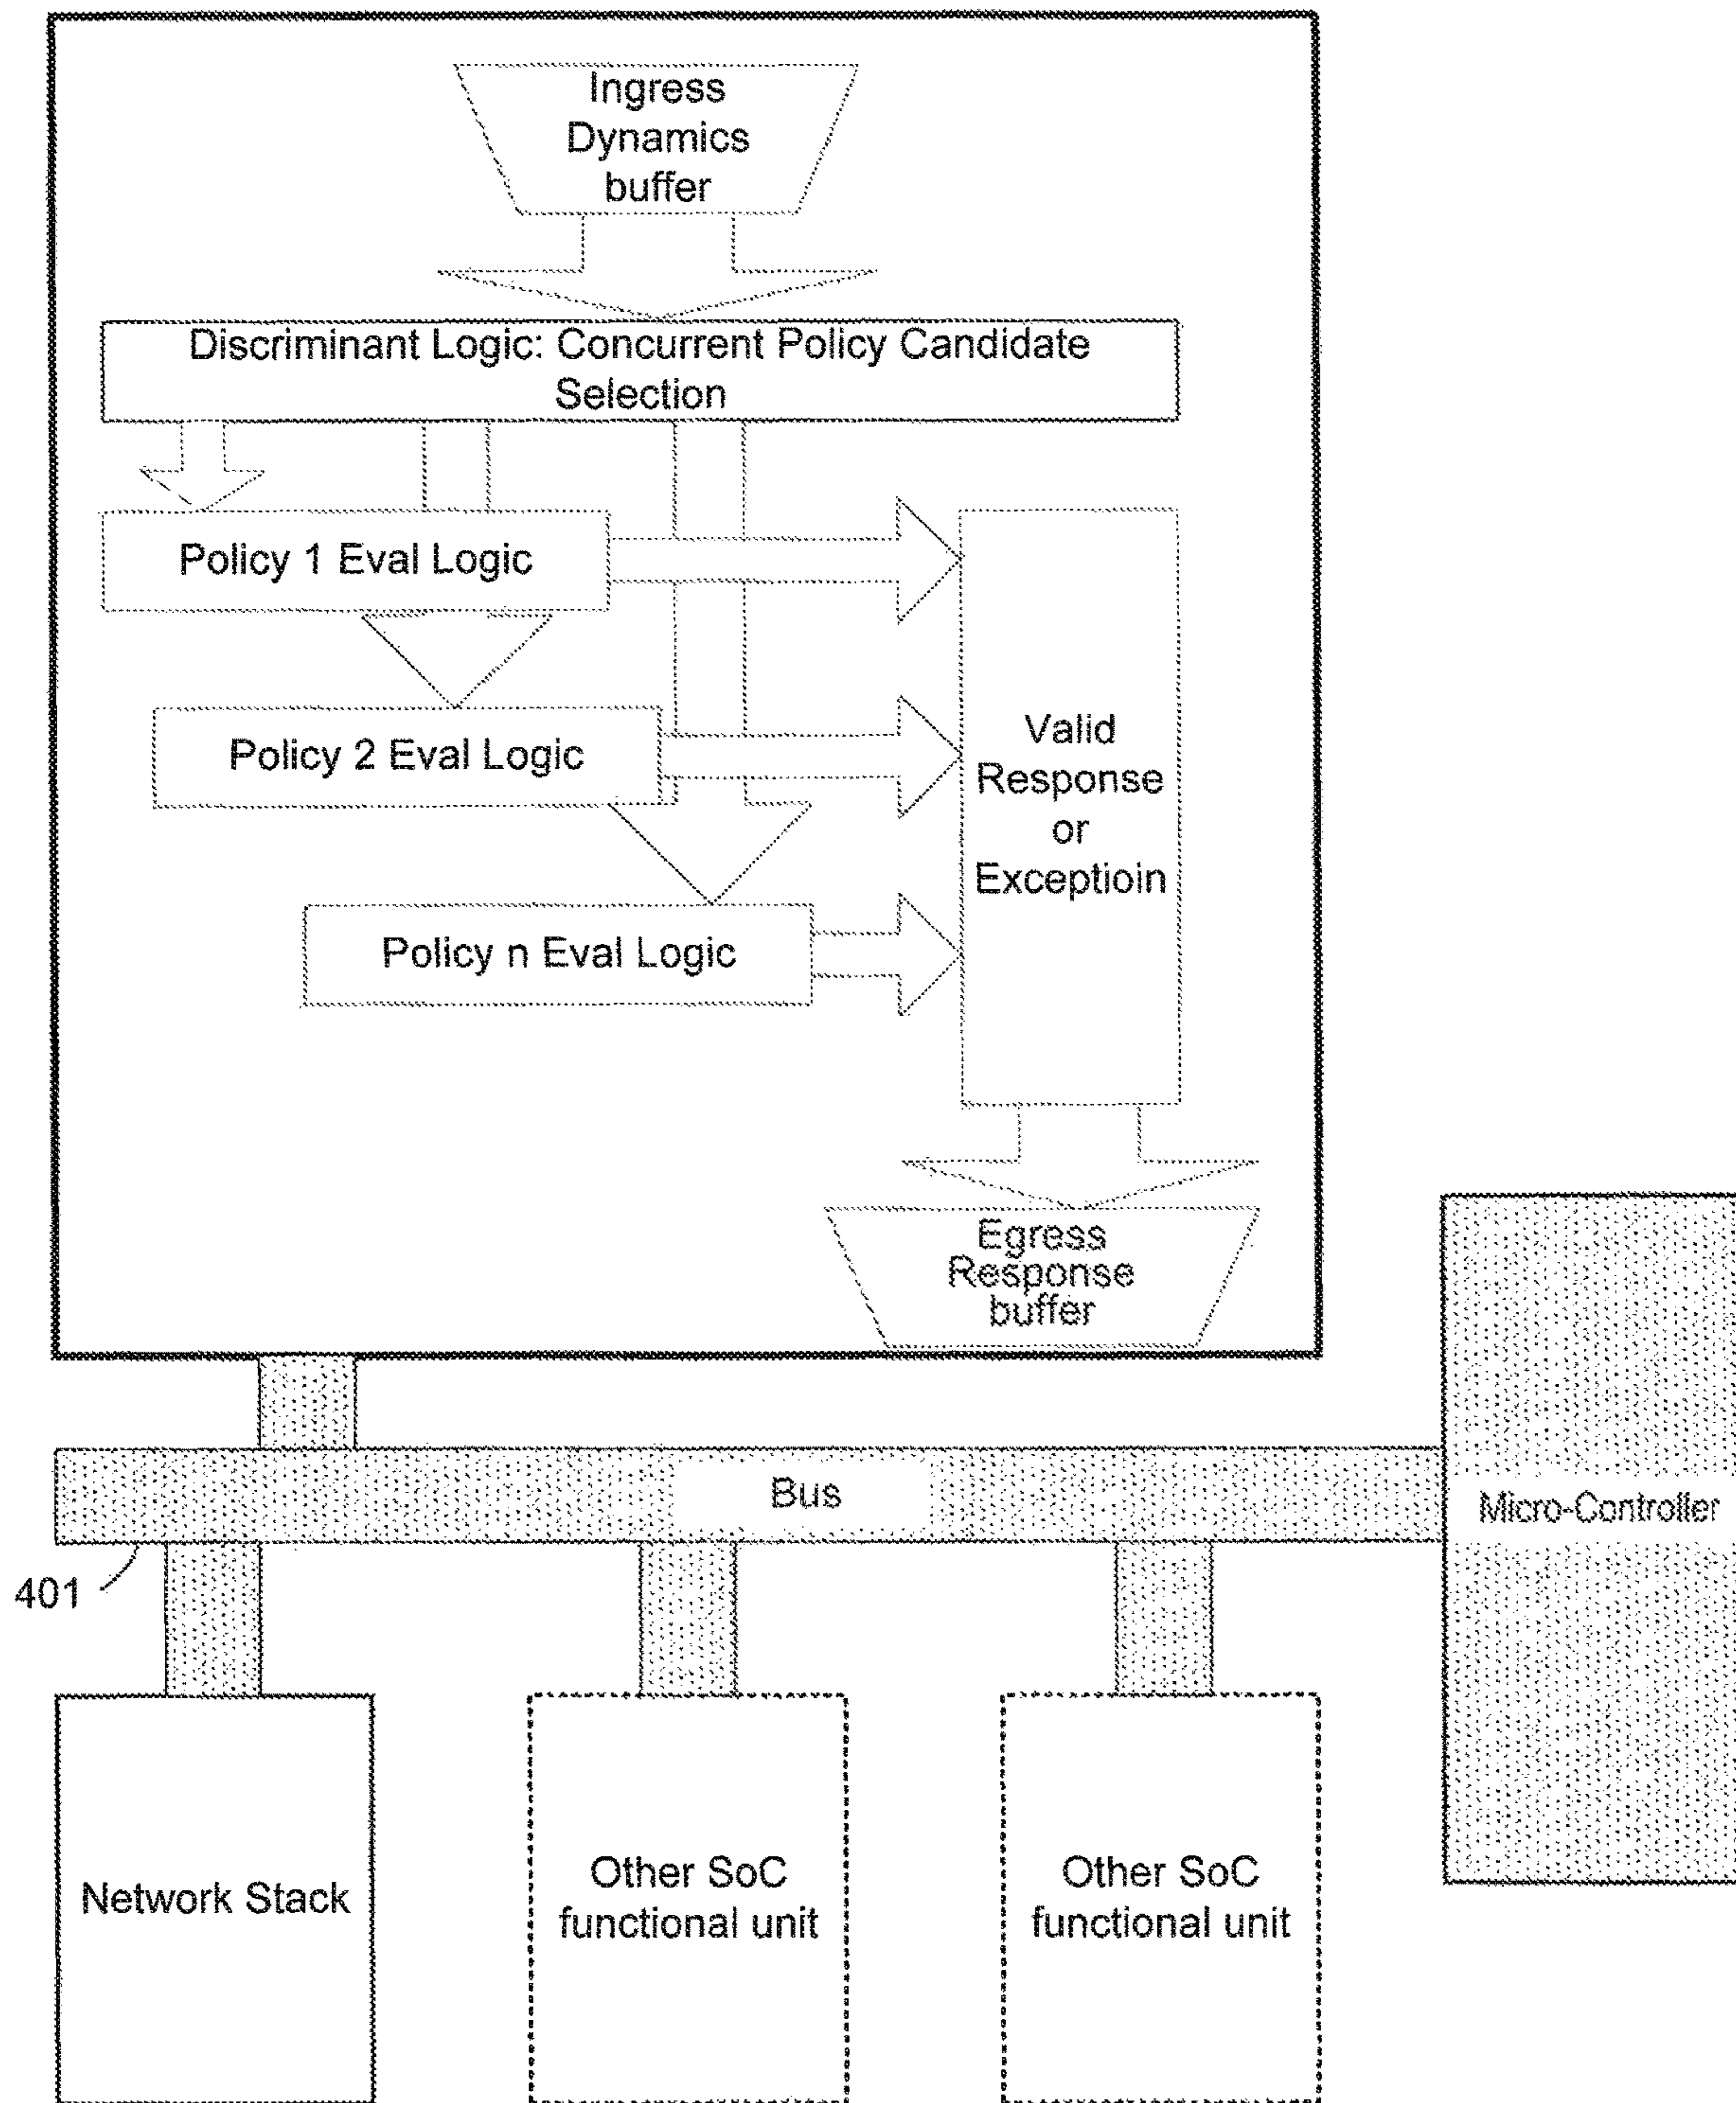 Ingress
Dynamics
buffer
Discriminant Logic: Concurrent Policy Candidate
Selection
Policy 1 Eval Logic
Policy 2 Eval Logic
Policy n Eval Logic
Valid
Response
or
Exceptioin
Egress
Response
buffer
Bus
Micro-Controller
401
Network Stack
Other SoC
functional unit
Other SoC
functional unit